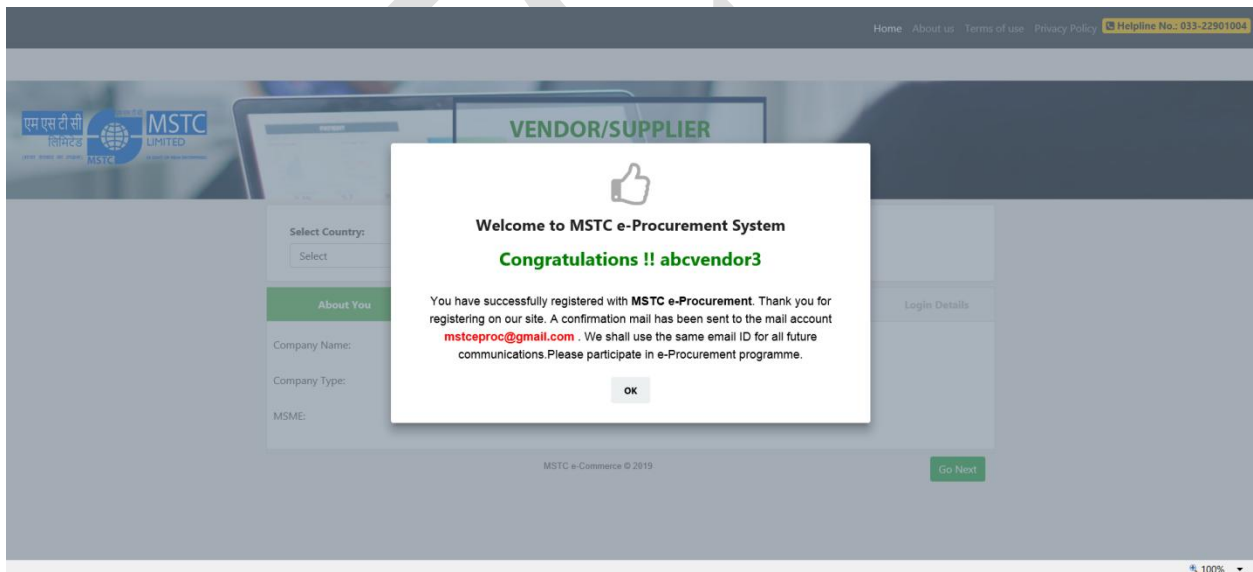 Home About us Terms of use Privacy Policy Helpline No.: 033-22901004
एम एस टी सी
लिमिटेड
MSTC
MSTC
LIMITED
VENDOR/SUPPLIER
Welcome to MSTC e-Procurement System
Congratulations !! abcvendor3
You have successfully registered with MSTC e-Procurement. Thank you for
registering on our site. A confirmation mail has been sent to the mail account
mstceproc@gmail.com . We shall use the same email ID for all future
communications.Please participate in e-Procurement programme.
OK
Select Country:
Select
About You
Login Details
Company Name:
Company Type:
MSME:
MSTC e-Commerce © 2019
Go Next
100%